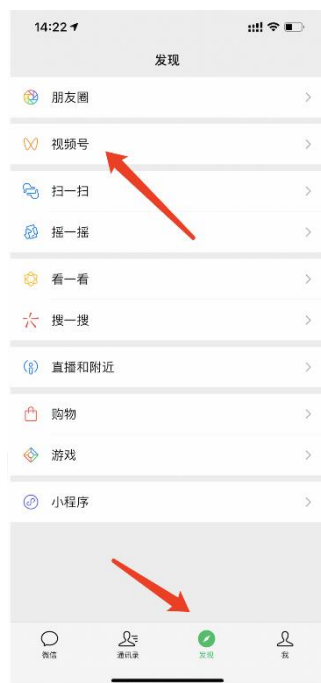 14:22
发现
朋友圈
视频号
扫一扫
摇一摇
看一看
搜一搜
直播和附近
购物
游戏
小程序
微信 通讯录 发现 我